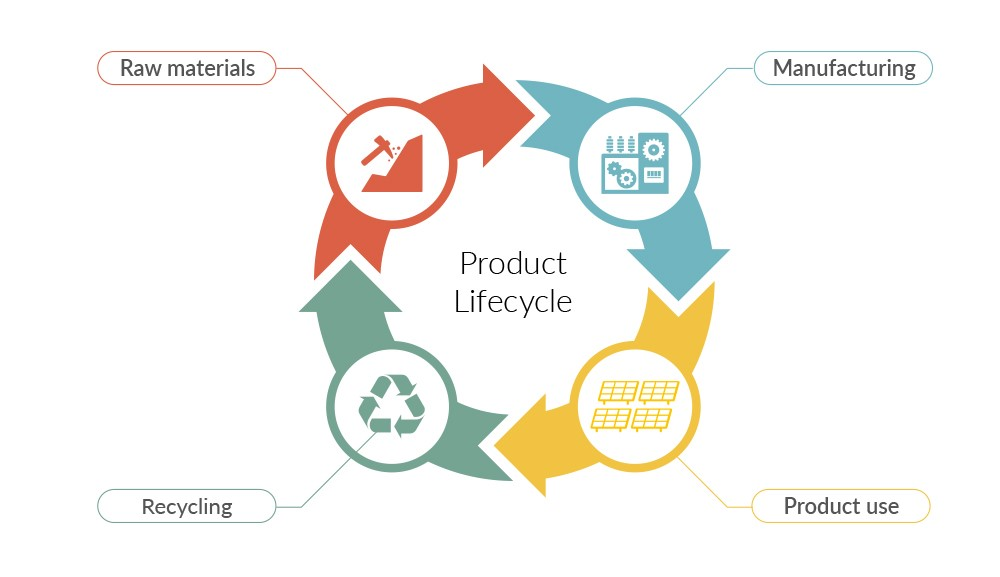 Raw materials
Manufacturing
Product
Lifecycle
Recycling
Product use